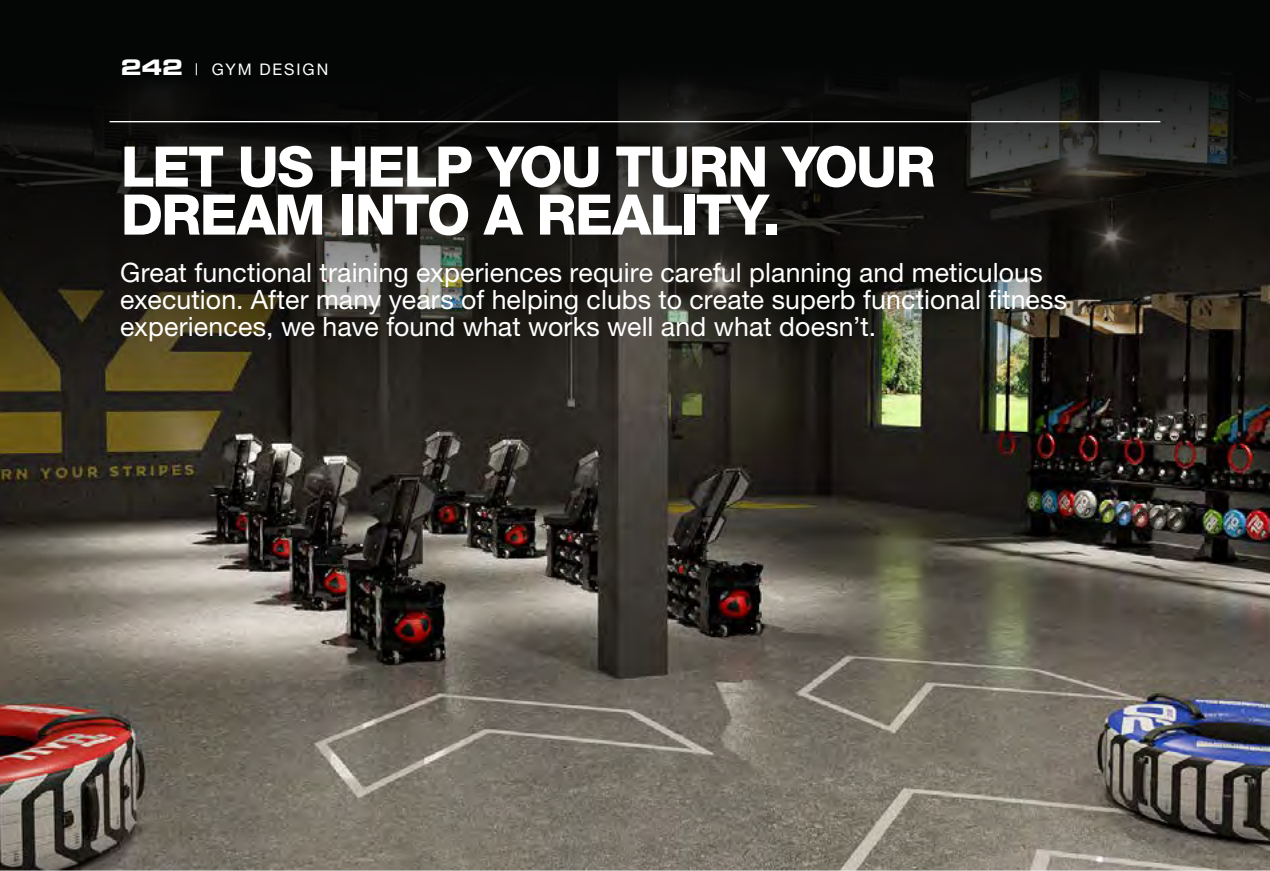 242 | GYM DESIGN
LET US HELP YOU TURN YOUR
DREAM INTO A REALITY.
Great functional training experiences require careful planning and meticulous
execution. After many years of helping clubs to create superb functional fitness
experiences, we have found what works well and what doesn’t.
RN YOUR STRIPES